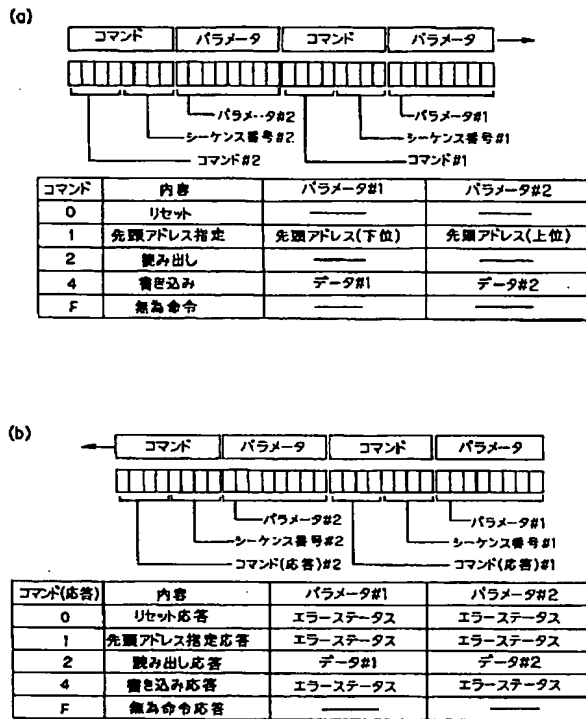 (a)
コマンド パラメータ コマンド パラメータ
パラメータ#2 パラメータ#1
シーケンス番号#2 シーケンス番号#1
コマンド#2 コマンド#1
コマンド 内容 パラメータ#1 パラメータ#2
0 リセット
1 先頭アドレス指定 先頭アドレス(下位) 先頭アドレス(上位)
2 読み出し
4 書き込み データ#1 データ#2
F 無為命令
(b)
コマンド パラメータ コマンド パラメータ
パラメータ#2 パラメータ#1
シーケンス番号#2 シーケンス番号#1
コマンド(応答)#2 コマンド(応答)#1
コマンド(応答) 内容 パラメータ#1 パラメータ#2
0 リセット応答 エラーステータス エラーステータス
1 先頭アドレス指定応答 エラーステータス エラーステータス
2 読み出し応答 データ#1 データ#2
4 書き込み応答 エラーステータス エラーステータス
F 無為命令応答